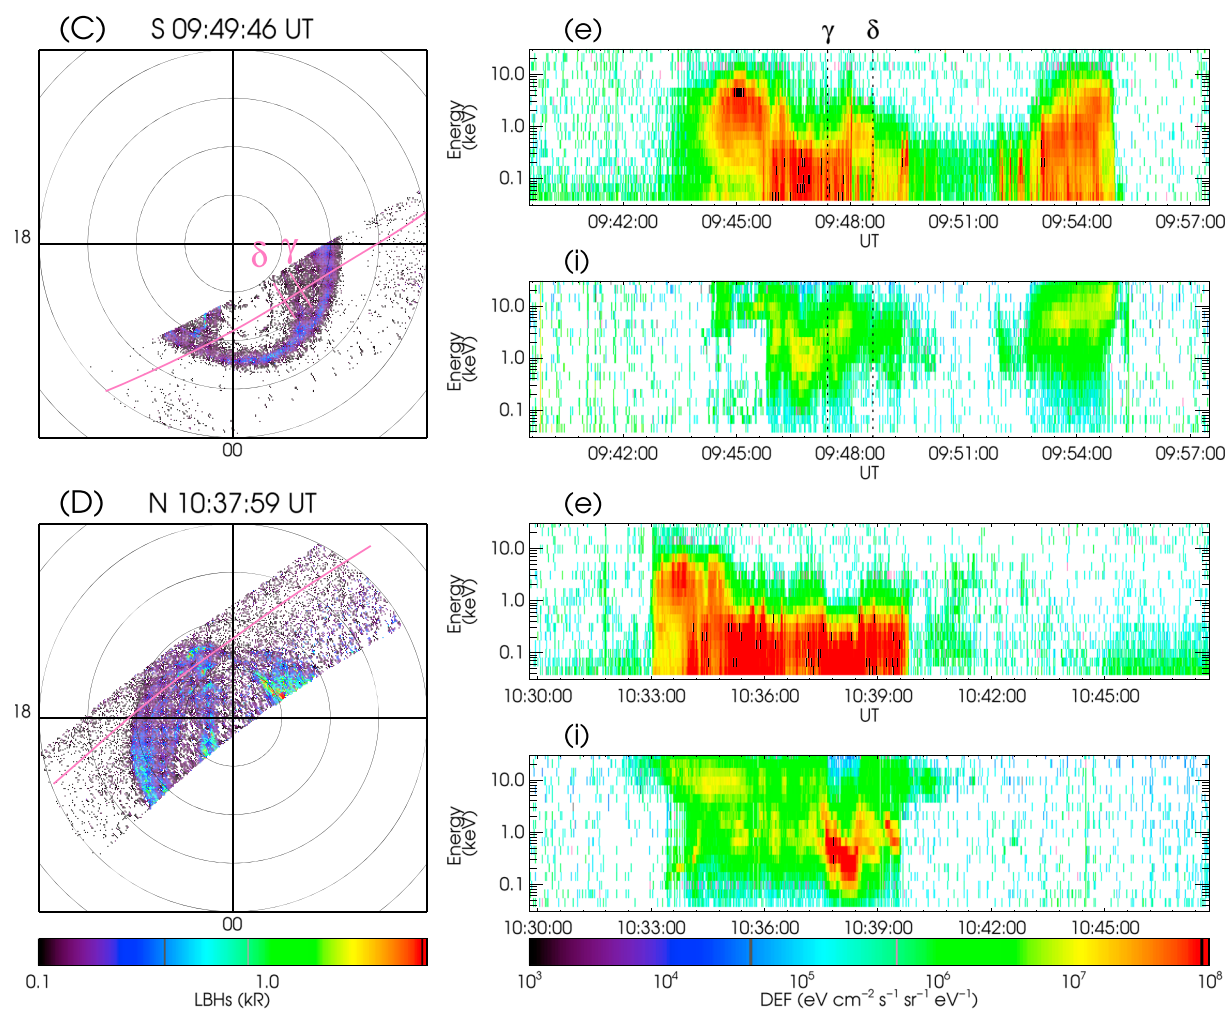 (C) S 09:49:46 UT
18
δ γ
00
(e) γ δ
Energy (keV)
10.0
1.0
0.1
09:42:00 09:45:00 09:48:00 09:51:00 09:54:00 09:57:00
UT
(i)
Energy (keV)
10.0
1.0
0.1
09:42:00 09:45:00 09:48:00 09:51:00 09:54:00 09:57:00
UT
(D) N 10:37:59 UT
18
00
(e)
Energy (keV)
10.0
1.0
0.1
10:30:00 10:33:00 10:36:00 10:39:00 10:42:00 10:45:00
UT
(i)
Energy (keV)
10.0
1.0
0.1
10:30:00 10:33:00 10:36:00 10:39:00 10:42:00 10:45:00
0.1 1.0
LBHs (kR)
10³ 10⁴ 10⁵ 10⁶ 10⁷ 10⁸
DEF (eV cm⁻² s⁻¹ sr⁻¹ eV⁻¹)